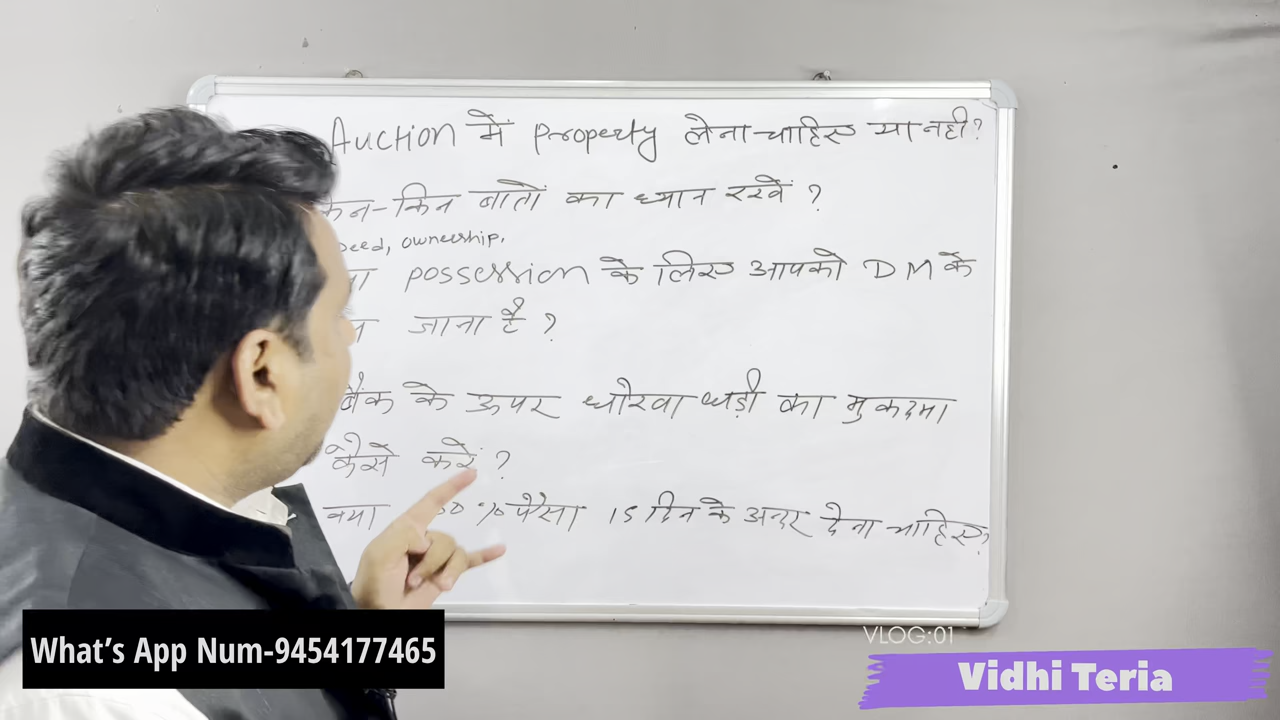 Auction में Property लेना चाहिए या नही?
किन-किन बातों का ध्यान रखें ?
Deed, ownership,
possession के लिए आपको DM के
जाना है ?
बैंक के ऊपर धोखा धड़ी का मुकदमा
कैसे करें ?
क्या %पैसा 15 दिन के अन्दर देना चाहिए?
VLOG:01
What's App Num-9454177465
Vidhi Teria